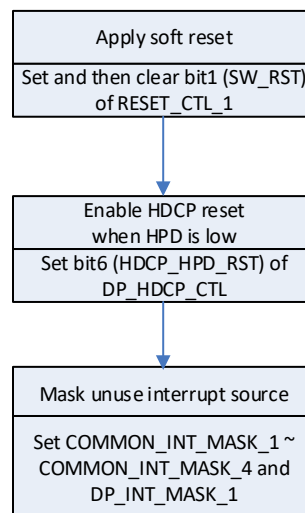 Apply soft reset
Set and then clear bit1 (SW_RST)
of RESET_CTL_1
Enable HDCP reset
when HPD is low
Set bit6 (HDCP_HPD_RST) of
DP_HDCP_CTL
Mask unuse interrupt source
Set COMMON_INT_MASK_1 ~
COMMON_INT_MASK_4 and
DP_INT_MASK_1